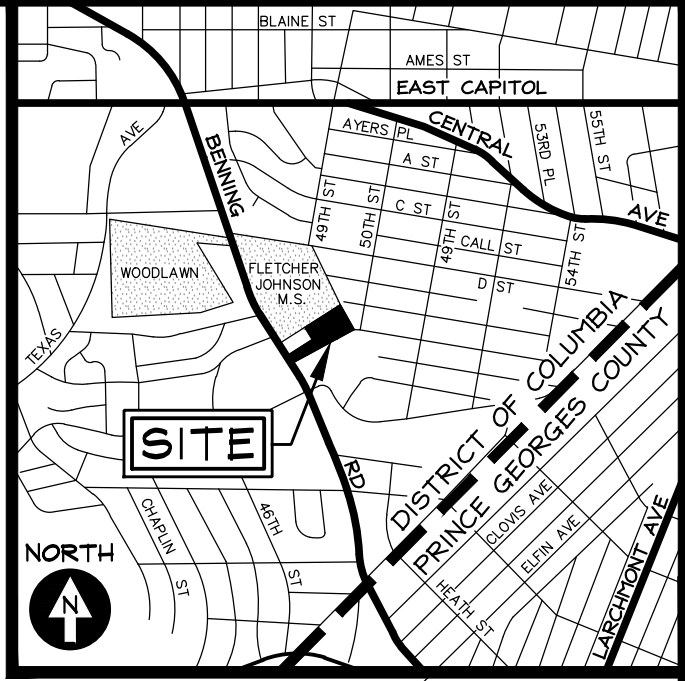 BLAINE ST
AMES ST
EAST CAPITOL
AVE
BENNING
AYERS PL
CENTRAL
53RD PL
55TH ST
A ST
49TH ST
50TH ST
C ST
49TH ST
AVE
CALL ST
54TH ST
WOODLAWN
FLETCHER
JOHNSON
M.S.
D ST
TEXAS
DISTRICT OF COLUMBIA
PRINCE GEORGES COUNTY
SITE
RD
CHAPLIN ST
46TH ST
CLOVIS AVE
ELFIN AVE
LARCHMONT AVE
HEATH ST
NORTH
N